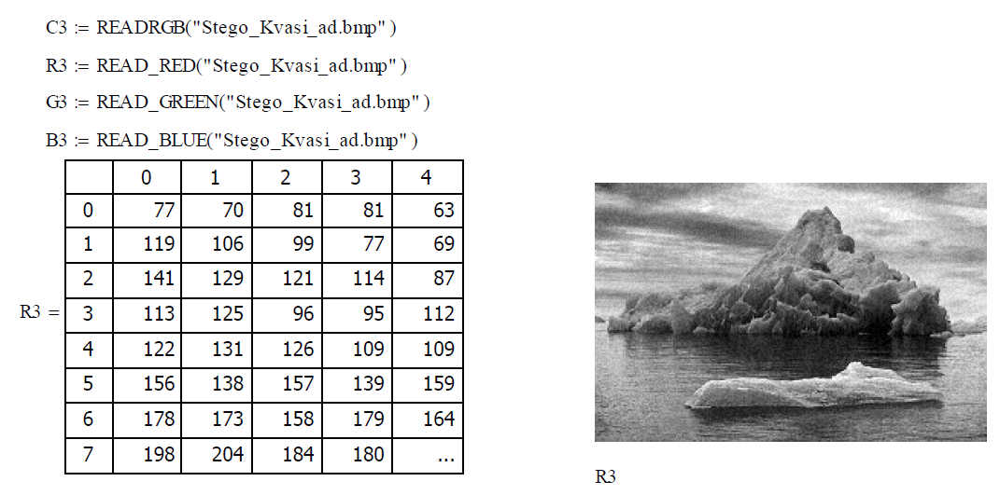 C3 := READRGB("Stego_Kvasi_ad.bmp" )
R3 := READ_RED("Stego_Kvasi_ad.bmp" )
G3 := READ_GREEN("Stego_Kvasi_ad.bmp" )
B3 := READ_BLUE("Stego_Kvasi_ad.bmp" )
R3 =
0 1 2 3 4
0 77 70 81 81 63
1 119 106 99 77 69
2 141 129 121 114 87
3 113 125 96 95 112
4 122 131 126 109 109
5 156 138 157 139 159
6 178 173 158 179 164
7 198 204 184 180 ...
R3